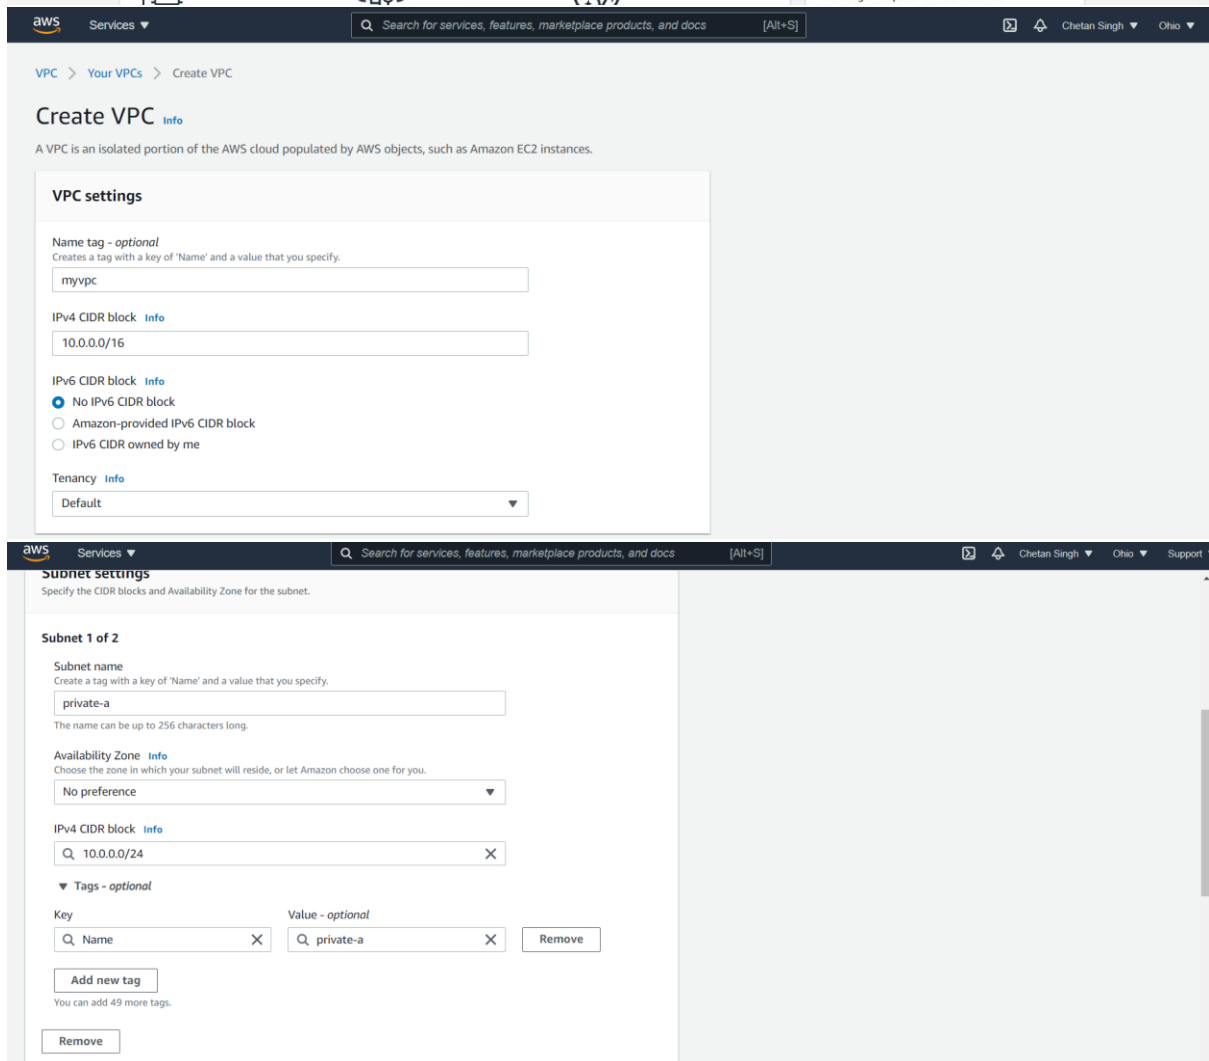 aws
Services ▼
Search for services, features, marketplace products, and docs
[Alt+S]
Chetan Singh ▼
Ohio ▼
VPC > Your VPCs > Create VPC
Create VPC Info
A VPC is an isolated portion of the AWS cloud populated by AWS objects, such as Amazon EC2 instances.
VPC settings
Name tag - optional
Creates a tag with a key of 'Name' and a value that you specify.
myvpc
IPv4 CIDR block Info
10.0.0.0/16
IPv6 CIDR block Info
No IPv6 CIDR block
Amazon-provided IPv6 CIDR block
IPv6 CIDR owned by me
Tenancy Info
Default
aws
Services ▼
Search for services, features, marketplace products, and docs
[Alt+S]
Chetan Singh ▼
Ohio ▼
Support
Subnet settings
Specify the CIDR blocks and Availability Zone for the subnet.
Subnet 1 of 2
Subnet name
Create a tag with a key of 'Name' and a value that you specify.
private-a
The name can be up to 256 characters long.
Availability Zone Info
Choose the zone in which your subnet will reside, or let Amazon choose one for you.
No preference
IPv4 CIDR block Info
10.0.0.0/24
▼ Tags - optional
Key
Value - optional
Name
private-a
Remove
Add new tag
You can add 49 more tags.
Remove